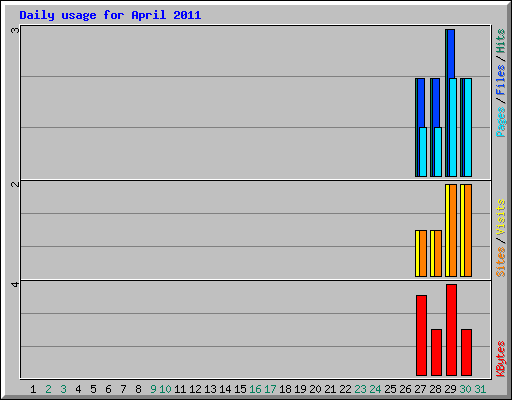 Daily usage for April 2011
3
2
4
Pages/Files/Hits
Sites/Visits
KBytes
1 2 3 4 5 6 7 8 9 10 11 12 13 14 15 16 17 18 19 20 21 22 23 24 25 26 27 28 29 30 31